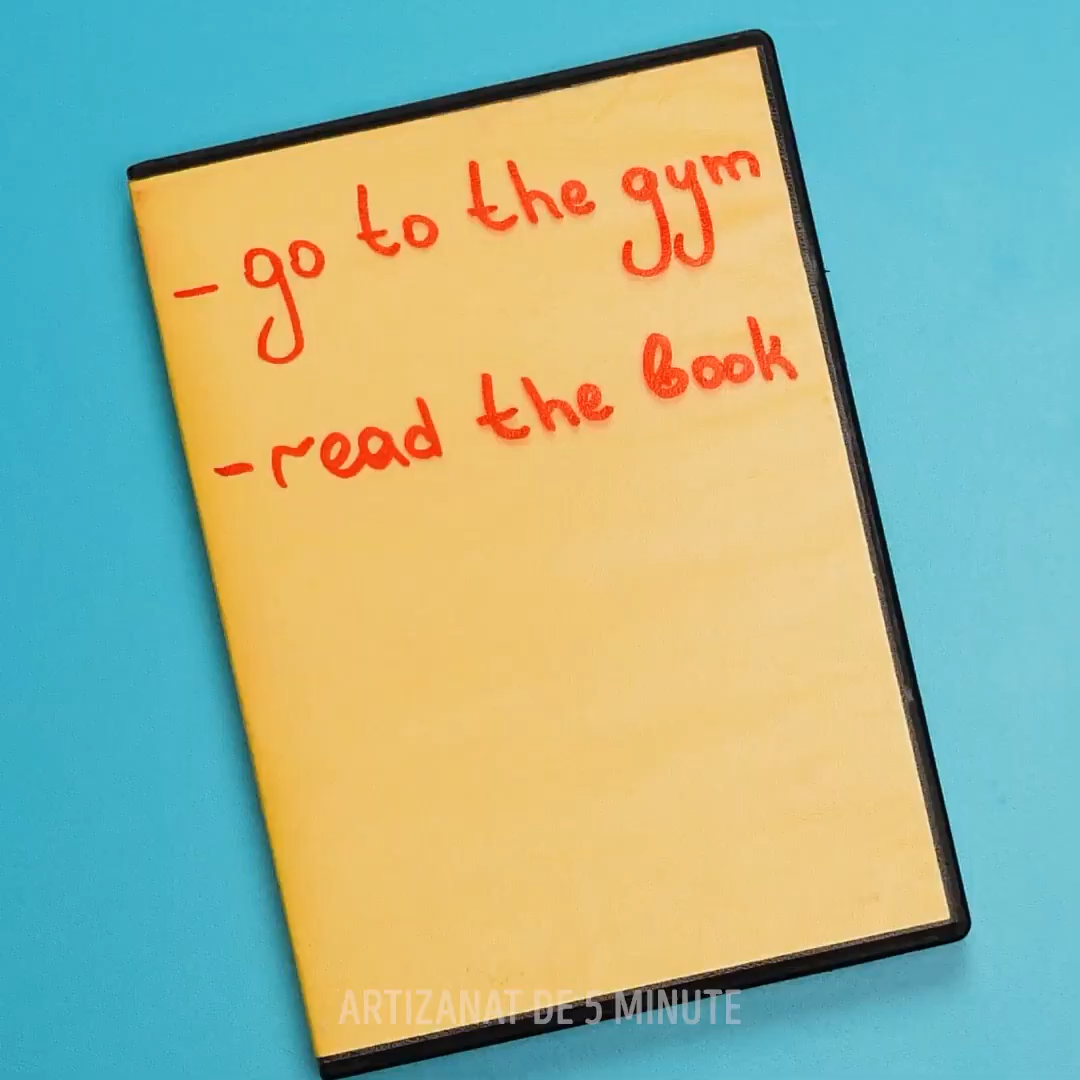 - go to the gym
- read the book
ARTIZANAT DE 5 MINUTE